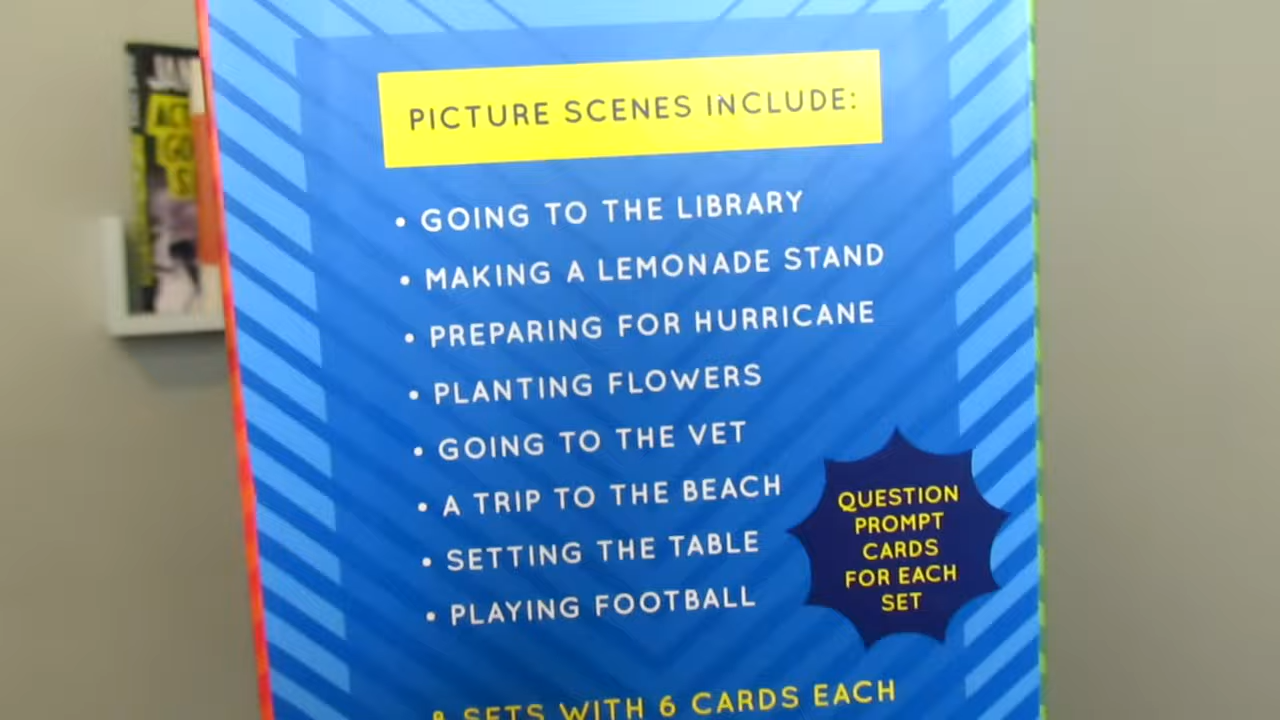 PICTURE SCENES INCLUDE:
• GOING TO THE LIBRARY
• MAKING A LEMONADE STAND
• PREPARING FOR HURRICANE
• PLANTING FLOWERS
• GOING TO THE VET
• A TRIP TO THE BEACH
• SETTING THE TABLE
• PLAYING FOOTBALL
QUESTION
PROMPT
CARDS
FOR EACH
SET
8 SETS WITH 6 CARDS EACH